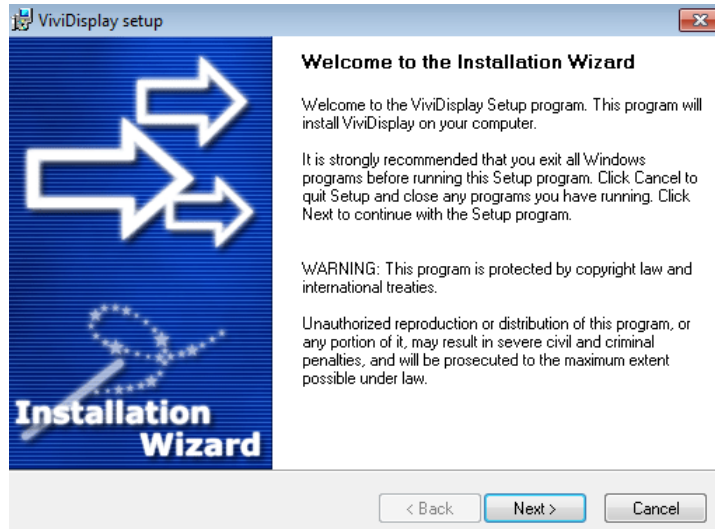 ViviDisplay setup
Welcome to the Installation Wizard
Welcome to the ViviDisplay Setup program. This program will
install ViviDisplay on your computer.
It is strongly recommended that you exit all Windows
programs before running this Setup program. Click Cancel to
quit Setup and close any programs you have running. Click
Next to continue with the Setup program.
WARNING: This program is protected by copyright law and
international treaties.
Unauthorized reproduction or distribution of this program, or
any portion of it, may result in severe civil and criminal
penalties, and will be prosecuted to the maximum extent
possible under law.
Installation
Wizard
< Back Next > Cancel